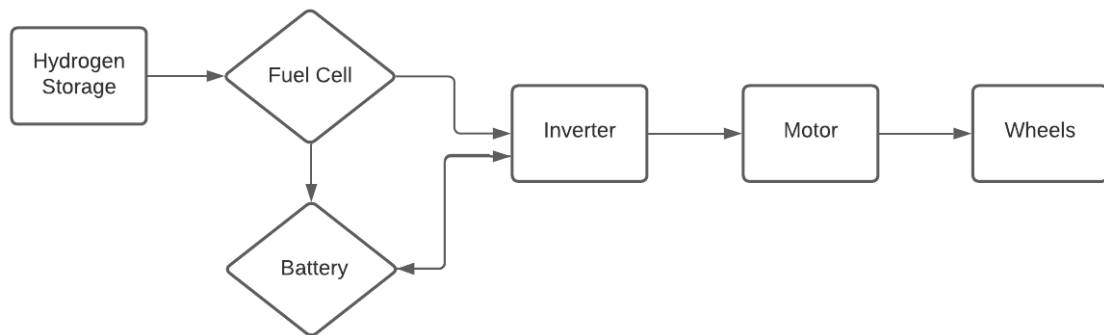 Hydrogen
Storage
Fuel Cell
Inverter
Motor
Wheels
Battery